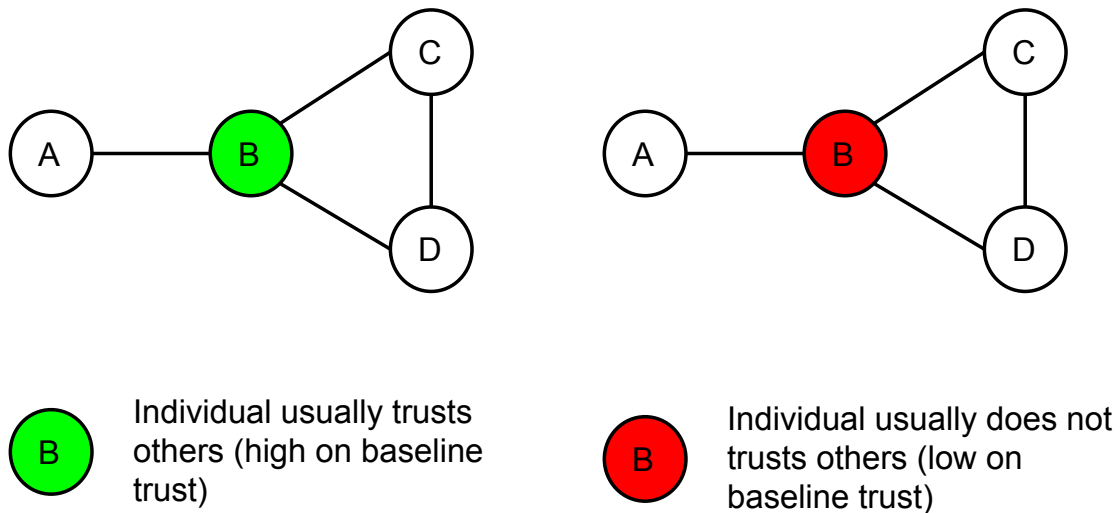 C
A
B
D
C
A
B
D
B
Individual usually trusts
others (high on baseline
trust)
B
Individual usually does not
trusts others (low on
baseline trust)